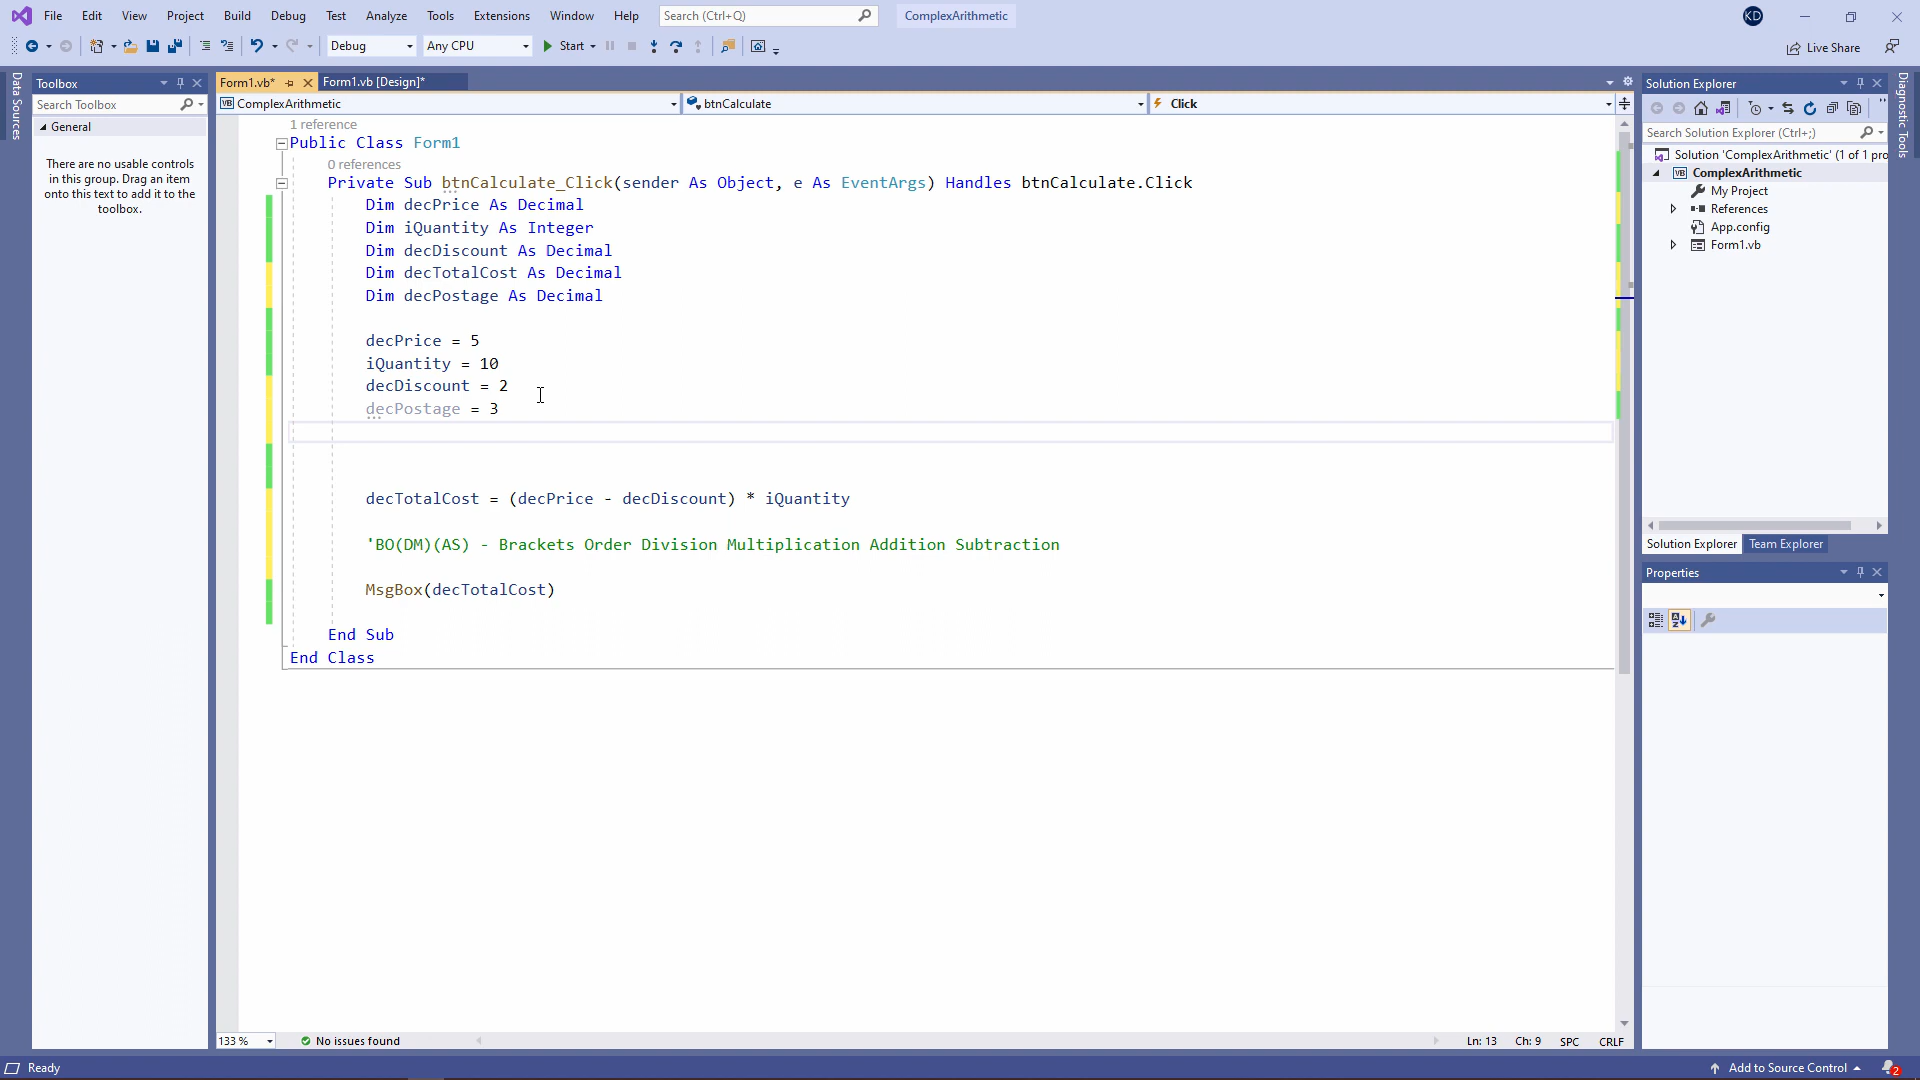 File Edit View Project Build Debug Test Analyze Tools Extensions Window Help Search (Ctrl+Q) ComplexArithmetic KD
Debug Any CPU Start Live Share
Data Sources
Toolbox
Search Toolbox
General
There are no usable controls
in this group. Drag an item
onto this text to add it to the
toolbox.
Form1.vb* Form1.vb [Design]*
VB ComplexArithmetic btnCalculate Click
1 reference
Public Class Form1
0 references
Private Sub btnCalculate_Click(sender As Object, e As EventArgs) Handles btnCalculate.Click
Dim decPrice As Decimal
Dim iQuantity As Integer
Dim decDiscount As Decimal
Dim decTotalCost As Decimal
Dim decPostage As Decimal
decPrice = 5
iQuantity = 10
decDiscount = 2
decPostage = 3
decTotalCost = (decPrice - decDiscount) * iQuantity
'BO(DM)(AS) - Brackets Order Division Multiplication Addition Subtraction
MsgBox(decTotalCost)
End Sub
End Class
133 % No issues found Ln: 13 Ch: 9 SPC CRLF
Solution Explorer
Search Solution Explorer (Ctrl+;)
Solution 'ComplexArithmetic' (1 of 1 pro
VB ComplexArithmetic
My Project
References
App.config
Form1.vb
Solution Explorer Team Explorer
Properties
Diagnostic Tools
Ready Add to Source Control 2